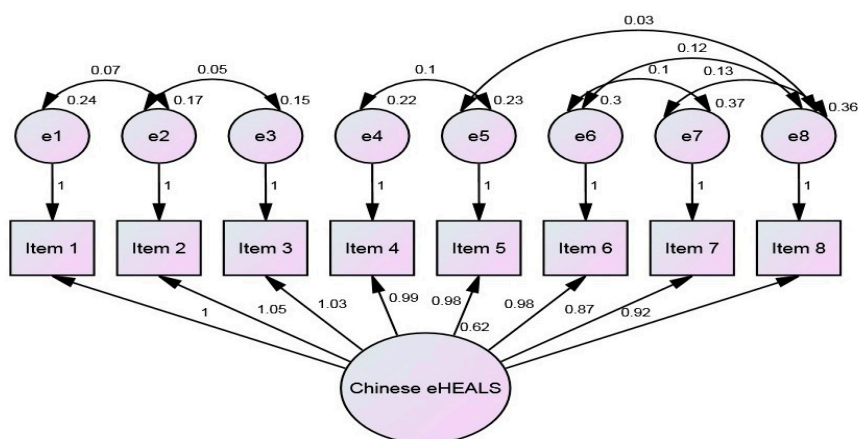 0.03
0.12
0.07 0.05 0.1 0.1 0.13
0.24 0.17 0.15 0.22 0.23 0.3 0.37 0.36
e1 e2 e3 e4 e5 e6 e7 e8
1 1 1 1 1 1 1 1
Item 1 Item 2 Item 3 Item 4 Item 5 Item 6 Item 7 Item 8
1 1.05 1.03 0.99 0.98 0.98 0.87 0.92
0.62
Chinese eHEALS